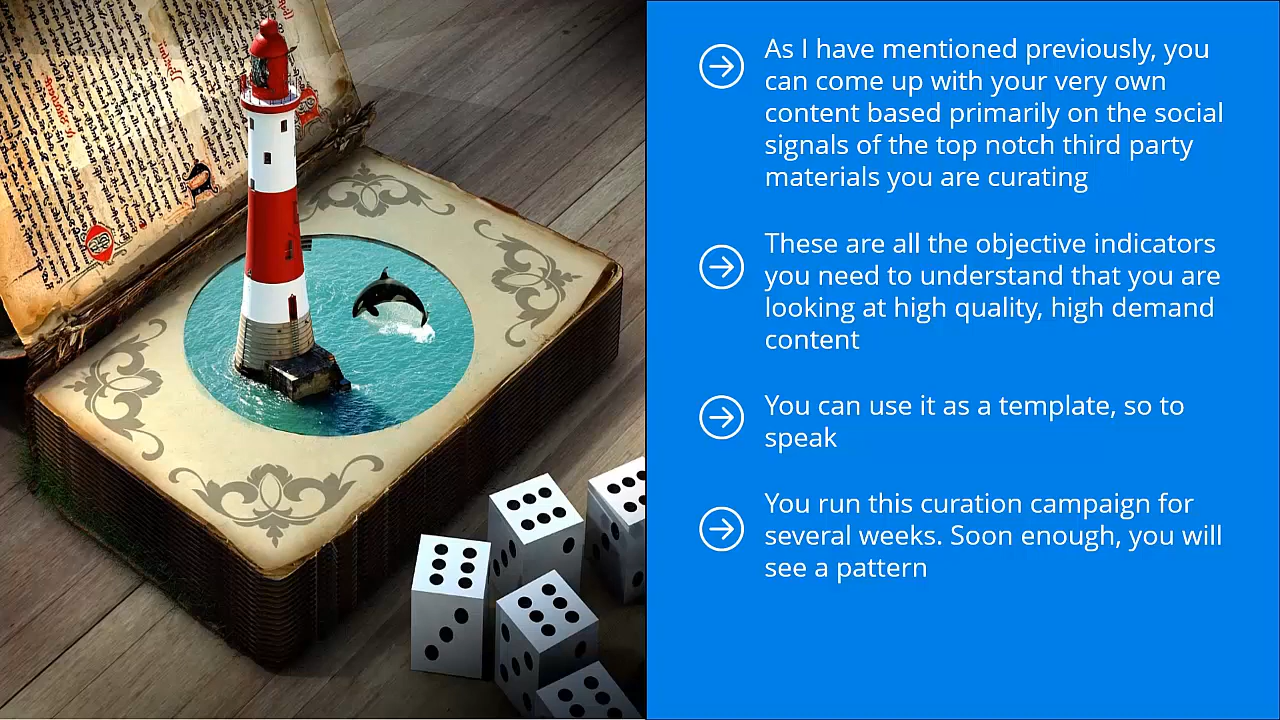 As I have mentioned previously, you
can come up with your very own
content based primarily on the social
signals of the top notch third party
materials you are curating
These are all the objective indicators
you need to understand that you are
looking at high quality, high demand
content
You can use it as a template, so to
speak
You run this curation campaign for
several weeks. Soon enough, you will
see a pattern